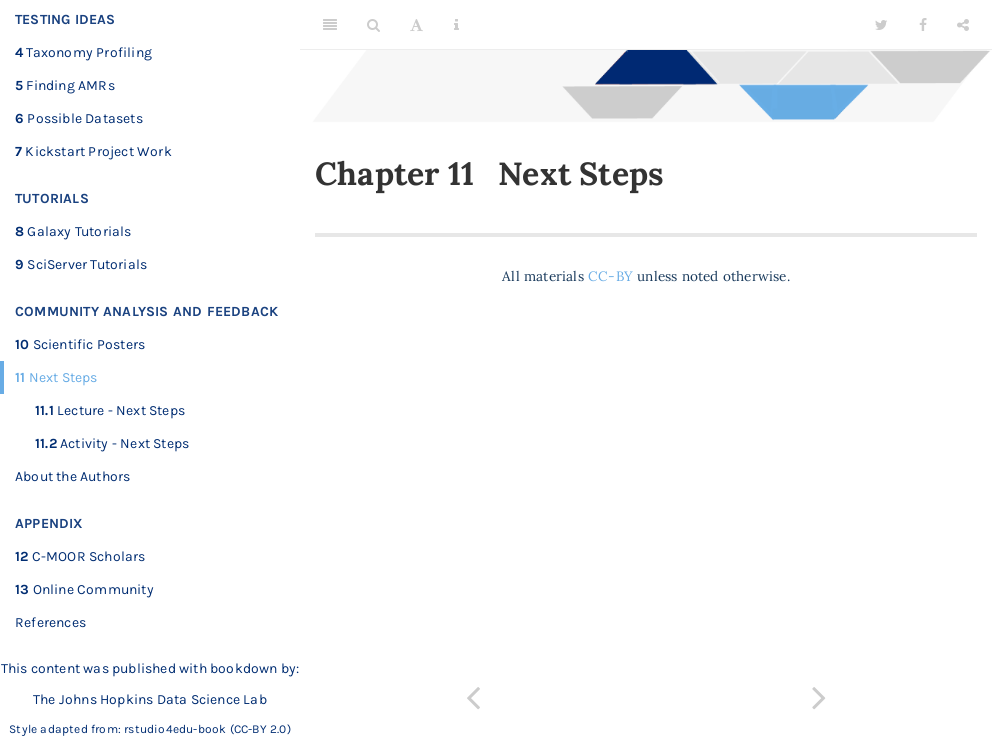 TESTING IDEAS
4 Taxonomy Profiling
5 Finding AMRs
6 Possible Datasets
7 Kickstart Project Work
TUTORIALS
8 Galaxy Tutorials
9 SciServer Tutorials
COMMUNITY ANALYSIS AND FEEDBACK
10 Scientific Posters
11 Next Steps
11.1 Lecture - Next Steps
11.2 Activity - Next Steps
About the Authors
APPENDIX
12 C-MOOR Scholars
13 Online Community
References
This content was published with bookdown by:
The Johns Hopkins Data Science Lab
Style adapted from: rstudio4edu-book (CC-BY 2.0)
Chapter 11 Next Steps
All materials CC-BY unless noted otherwise.